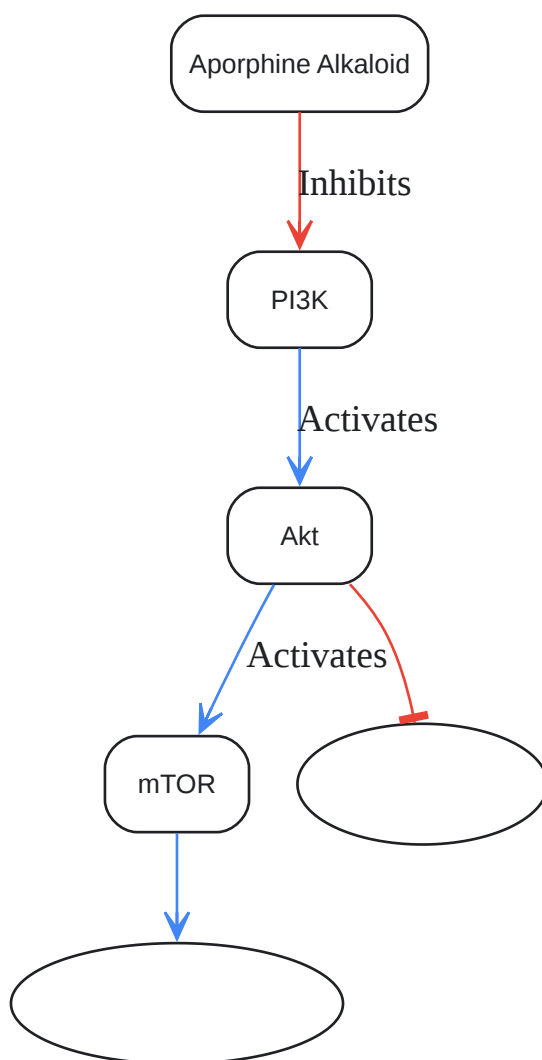 Aporphine Alkaloid
Inhibits
PI3K
Activates
Akt
Activates
mTOR